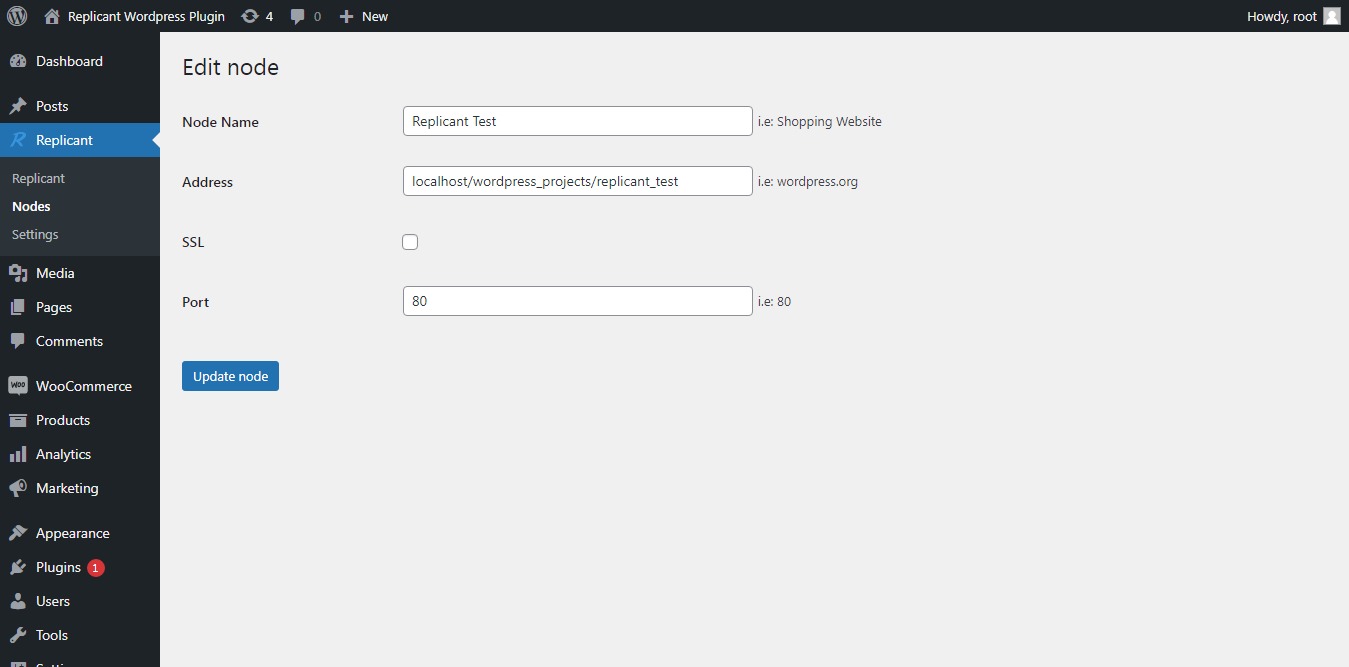 Replicant Wordpress Plugin 4 0 New Howdy, root
Dashboard
Posts
Replicant
Replicant
Nodes
Settings
Media
Pages
Comments
WooCommerce
Products
Analytics
Marketing
Appearance
Plugins 1
Users
Tools
Edit node
Node Name Replicant Test i.e: Shopping Website
Address localhost/wordpress_projects/replicant_test i.e: wordpress.org
SSL
Port 80 i.e: 80
Update node